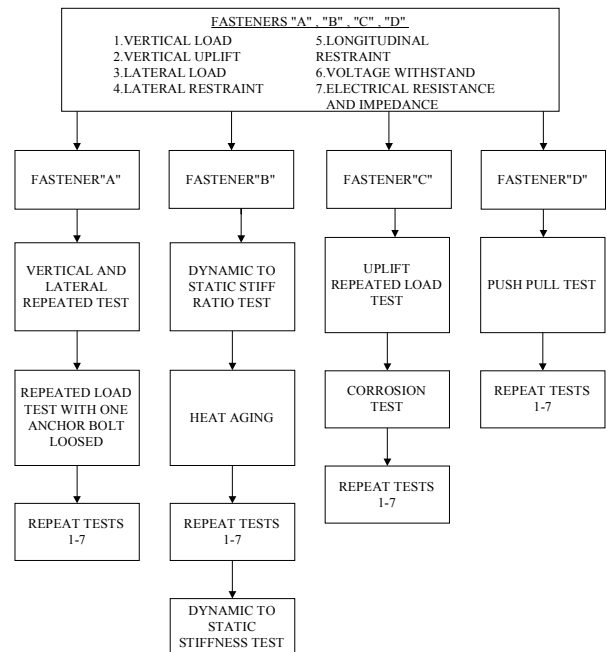 FASTENERS "A" , "B" , "C" , "D"
1.VERTICAL LOAD
2.VERTICAL UPLIFT
3.LATERAL LOAD
4.LATERAL RESTRAINT
5.LONGITUDINAL
RESTRAINT
6.VOLTAGE WITHSTAND
7.ELECTRICAL RESISTANCE
AND IMPEDANCE
FASTENER"A"
VERTICAL AND
LATERAL
REPEATED TEST
REPEATED LOAD
TEST WITH ONE
ANCHOR BOLT
LOOSED
REPEAT TESTS
1-7
FASTENER"B"
DYNAMIC TO
STATIC STIFF
RATIO TEST
HEAT AGING
REPEAT TESTS
1-7
DYNAMIC TO
STATIC
STIFFNESS TEST
FASTENER"C"
UPLIFT
REPEATED LOAD
TEST
CORROSION
TEST
REPEAT TESTS
1-7
FASTENER"D"
PUSH PULL TEST
REPEAT TESTS
1-7